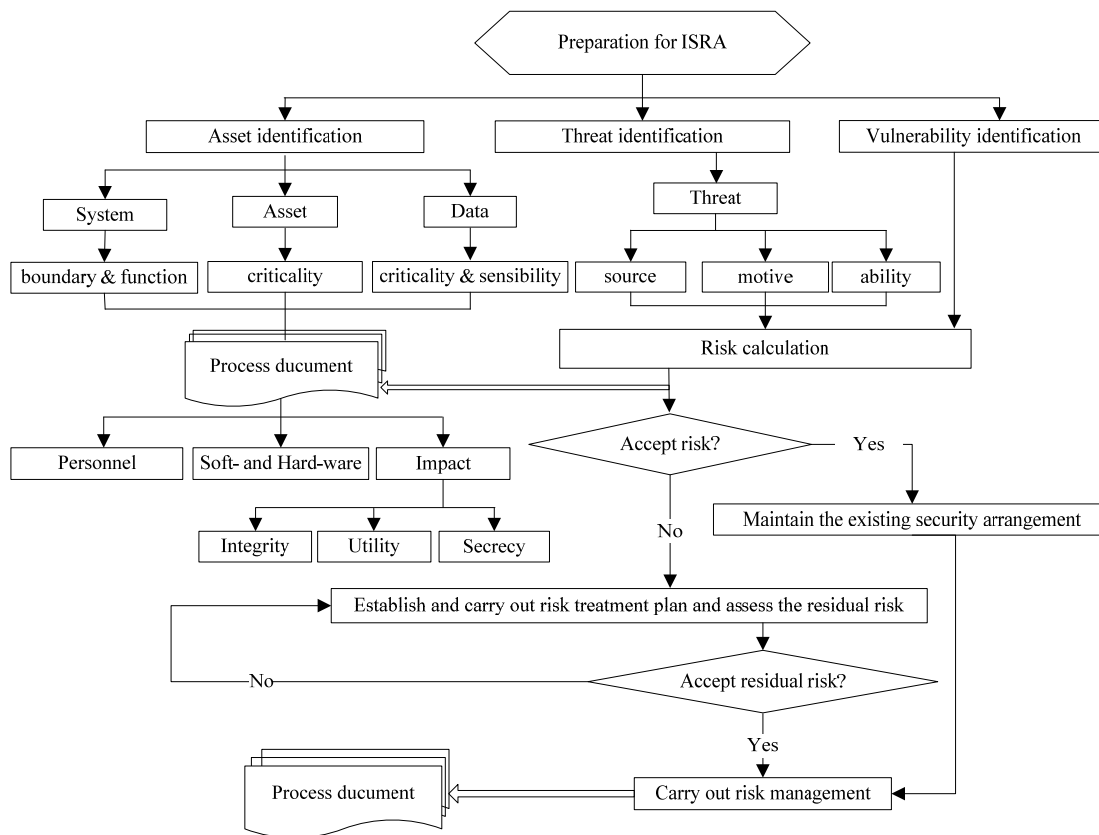 Preparation for ISRA
Asset identification
Threat identification
Vulnerability identification
System
Asset
Data
Threat
boundary & function
criticality
criticality & sensibility
source
motive
ability
Process ducument
Risk calculation
Accept risk?
Yes
Personnel
Soft- and Hard-ware
Impact
Maintain the existing security arrangement
No
Integrity
Utility
Secrecy
Establish and carry out risk treatment plan and assess the residual risk
Accept residual risk?
No
Yes
Process ducument
Carry out risk management